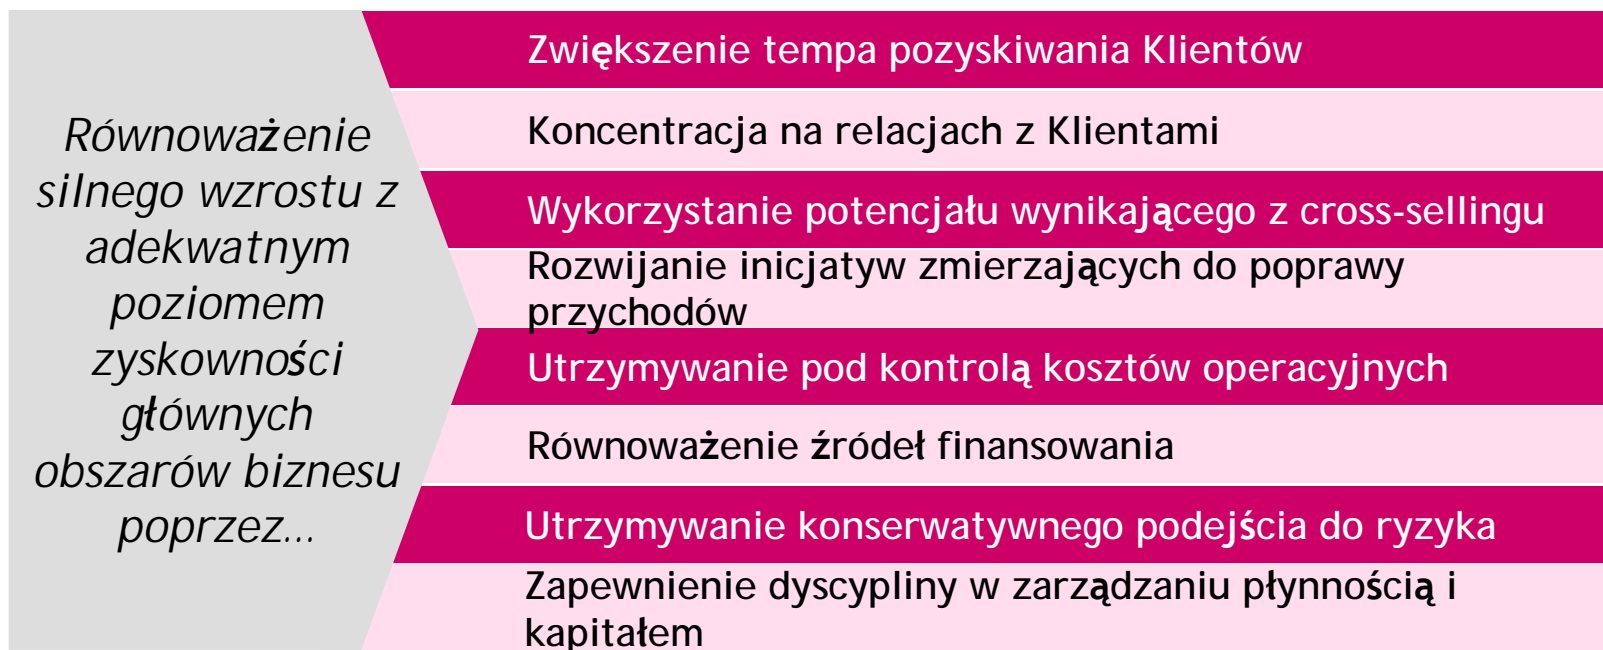 Równoważenie
silnego wzrostu z
adekwatnym
poziomem
zyskowności
głównych
obszarów biznesu
poprzez...
Zwiększenie tempa pozyskiwania Klientów
Koncentracja na relacjach z Klientami
Wykorzystanie potencjału wynikającego z cross-sellingu
Rozwijanie inicjatyw zmierzających do poprawy
przychodów
Utrzymywanie pod kontrolą kosztów operacyjnych
Równoważenie źródeł finansowania
Utrzymywanie konserwatywnego podejścia do ryzyka
Zapewnienie dyscypliny w zarządzaniu płynnością i
kapitałem